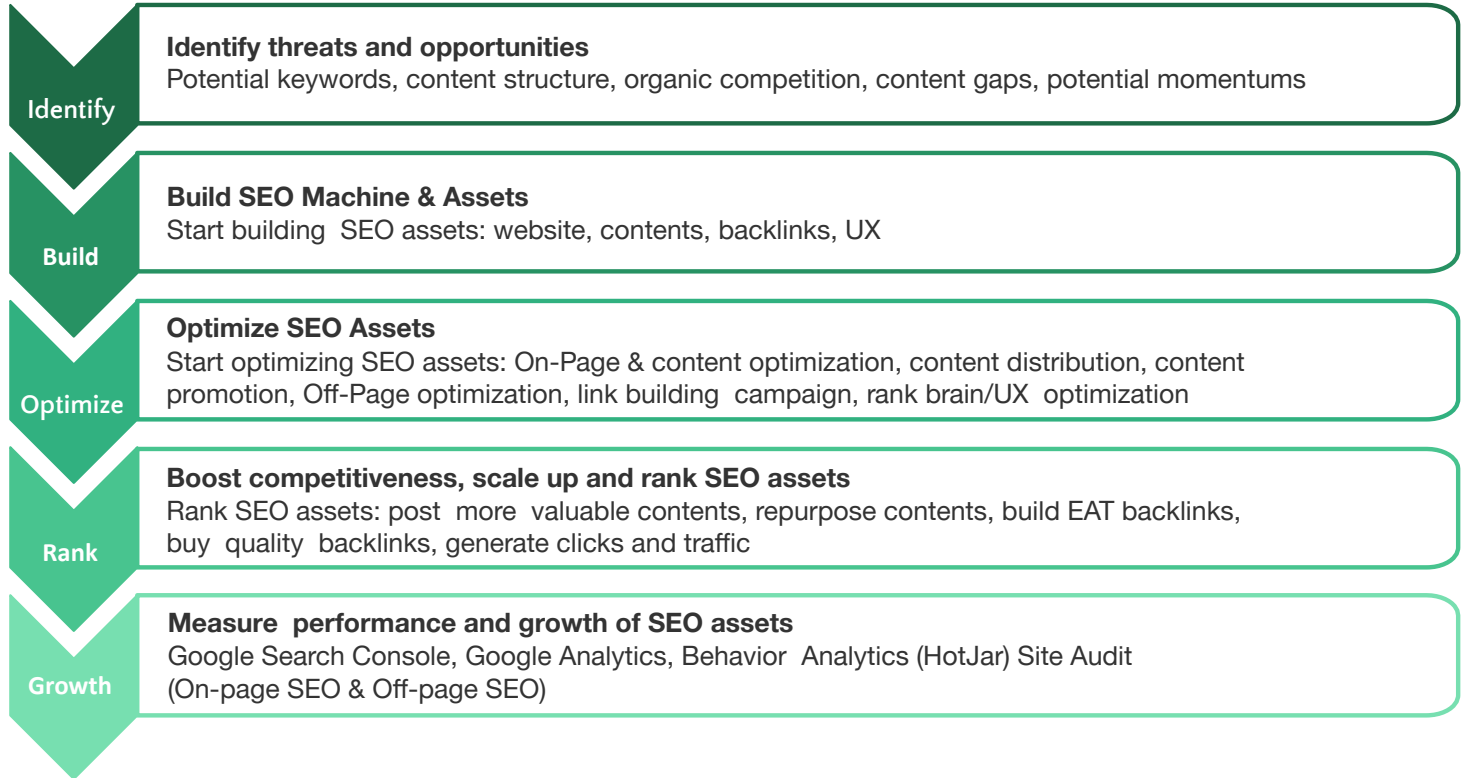 Identify
Identify threats and opportunities
Potential keywords, content structure, organic competition, content gaps, potential momentums
Build
Build SEO Machine & Assets
Start building SEO assets: website, contents, backlinks, UX
Optimize
Optimize SEO Assets
Start optimizing SEO assets: On-Page & content optimization, content distribution, content
promotion, Off-Page optimization, link building campaign, rank brain/UX optimization
Rank
Boost competitiveness, scale up and rank SEO assets
Rank SEO assets: post more valuable contents, repurpose contents, build EAT backlinks,
buy quality backlinks, generate clicks and traffic
Growth
Measure performance and growth of SEO assets
Google Search Console, Google Analytics, Behavior Analytics (HotJar) Site Audit
(On-page SEO & Off-page SEO)